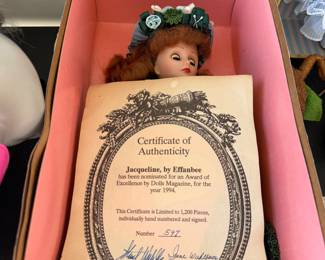 Certificate of
Authenticity
Jacqueline, by Effanbee
has been nominated for an Award of
Excellence by Dolls Magazine, for the
year 1994.
This Certificate is Limited to 1,200 Pieces,
individually hand numbered and signed.
Number 547